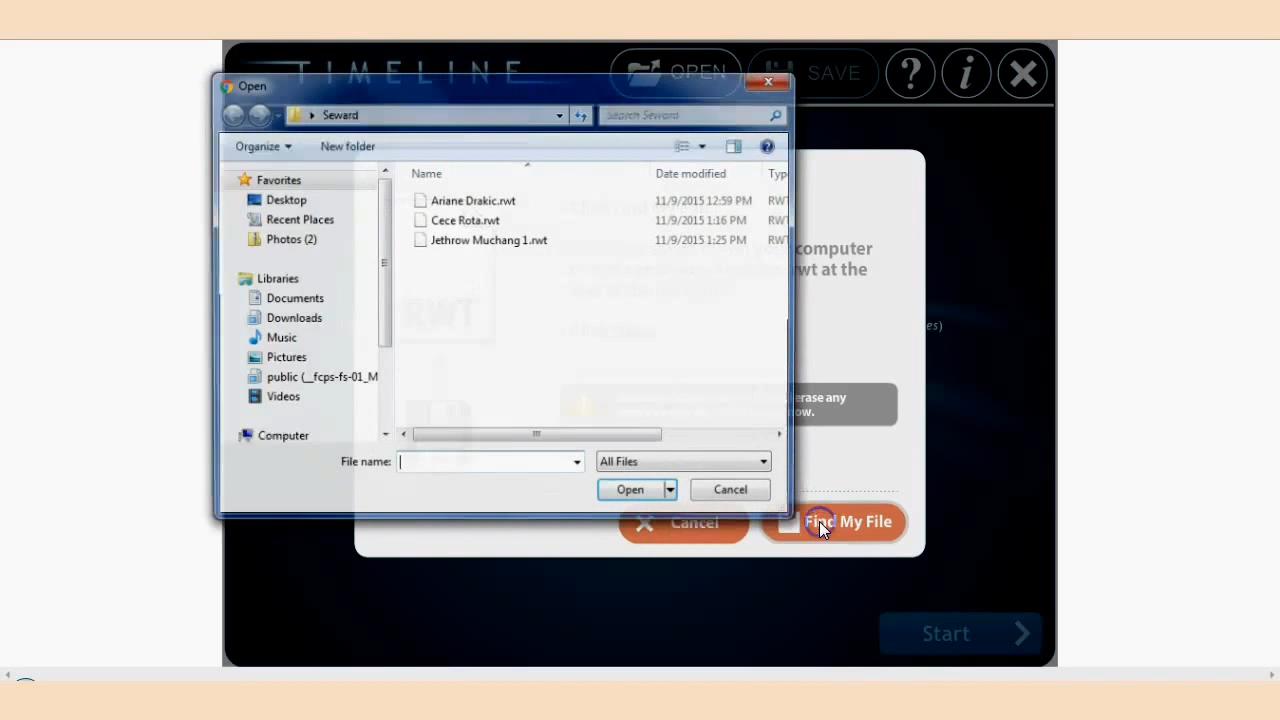 TIMELINE
OPEN
SAVE
?
i
Open
Seward
Search Seward
Organize
New folder
?
Name
Date modified
Typ
Favorites
Desktop
Recent Places
Photos (2)
Libraries
Documents
Downloads
Music
Pictures
public (__fcps-fs-01_M
Videos
Computer
Ariane Drakic.rwt
11/9/2015 12:59 PM
RWT
Cece Rota.rwt
11/9/2015 1:16 PM
RWT
Jethrow Muchang 1.rwt
11/9/2015 1:25 PM
RWT
RWT
computer
wt at the
es)
erase any
now.
File name:
All Files
Open
Cancel
Cancel
Find My File
Start